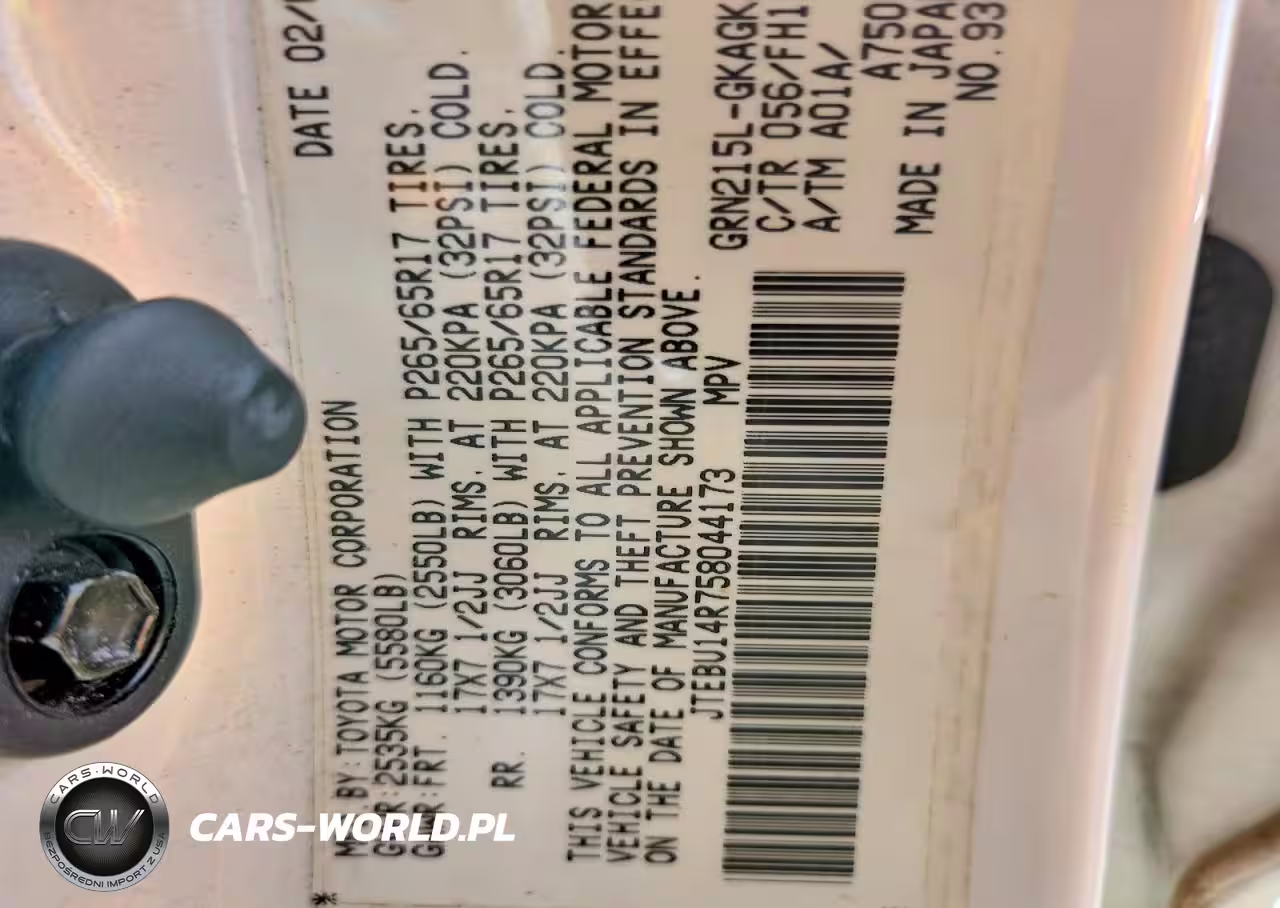 DATE 02/
BY:TOYOTA MOTOR CORPORATION
:2535KG (5580LB)
:FRT. 1160KG (2550LB) WITH P265/65R17 TIRES,
17X7 1/2JJ RIMS, AT 220KPA (32PSI) COLD.
RR. 1390KG (3060LB) WITH P265/65R17 TIRES,
17X7 1/2JJ RIMS, AT 220KPA (32PSI) COLD.
THIS VEHICLE CONFORMS TO ALL APPLICABLE FEDERAL MOTOR
VEHICLE SAFETY AND THEFT PREVENTION STANDARDS IN EFFE
ON THE DATE OF MANUFACTURE SHOWN ABOVE.
JTEBU14R758044173 MPV
GRN215L-GKAGK
C/TR 056/FH1
A/TM A01A/
A750
MADE IN JAPA
NO.93
CARS-WORLD
CW
BEZPOŚREDNI IMPORT Z USA
CARS-WORLD.PL